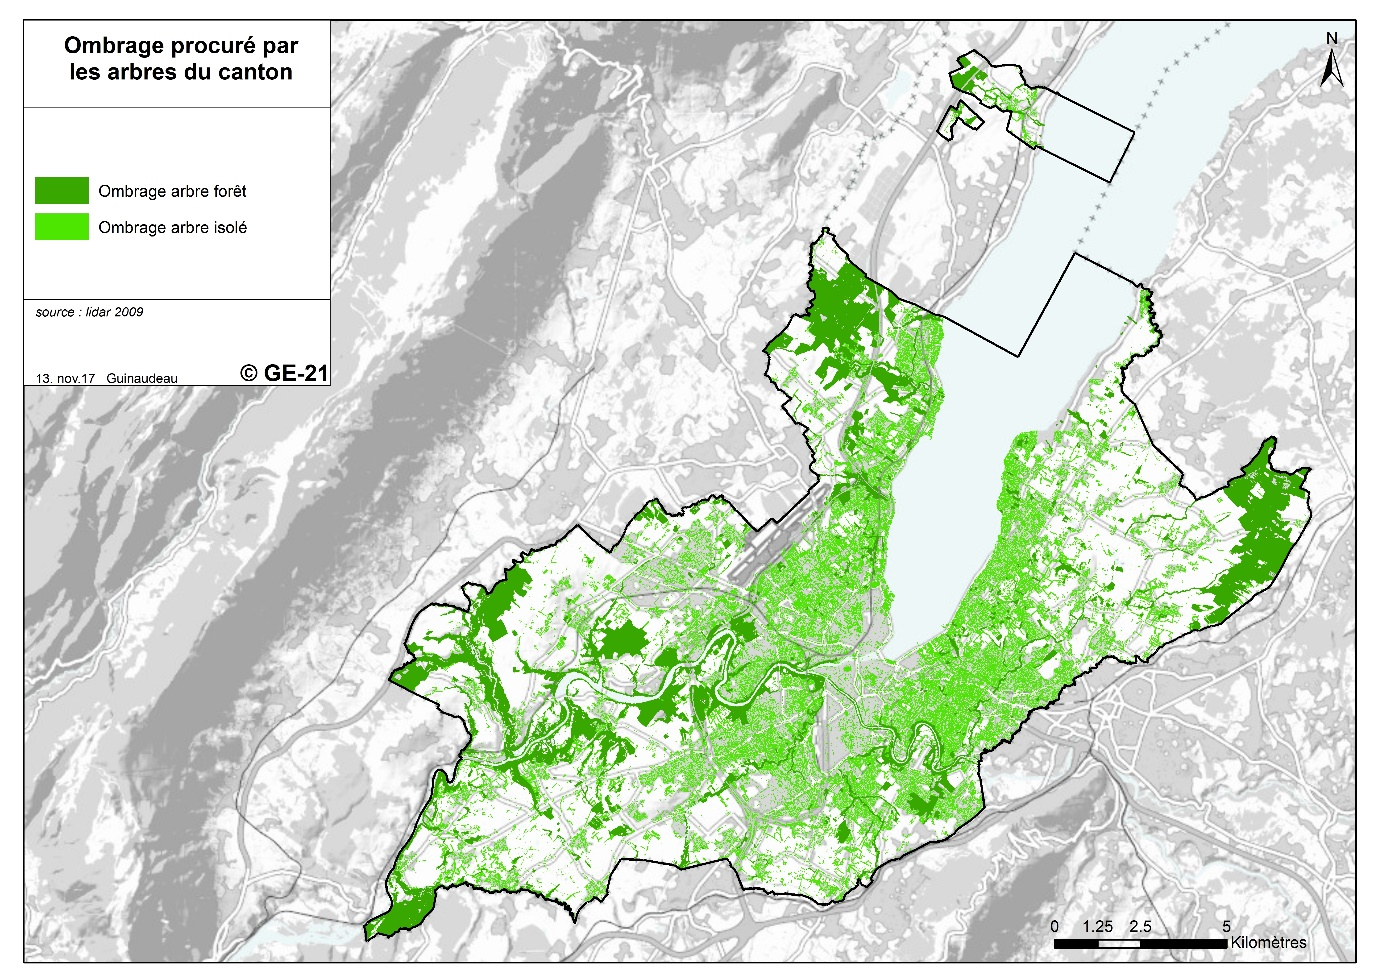 Ombrage procuré par
les arbres du canton
Ombrage arbre forêt
Ombrage arbre isolé
source : lidar 2009
13. nov.17 Guinaudeau
© GE-21
N
0 1.25 2.5 5
Kilomètres